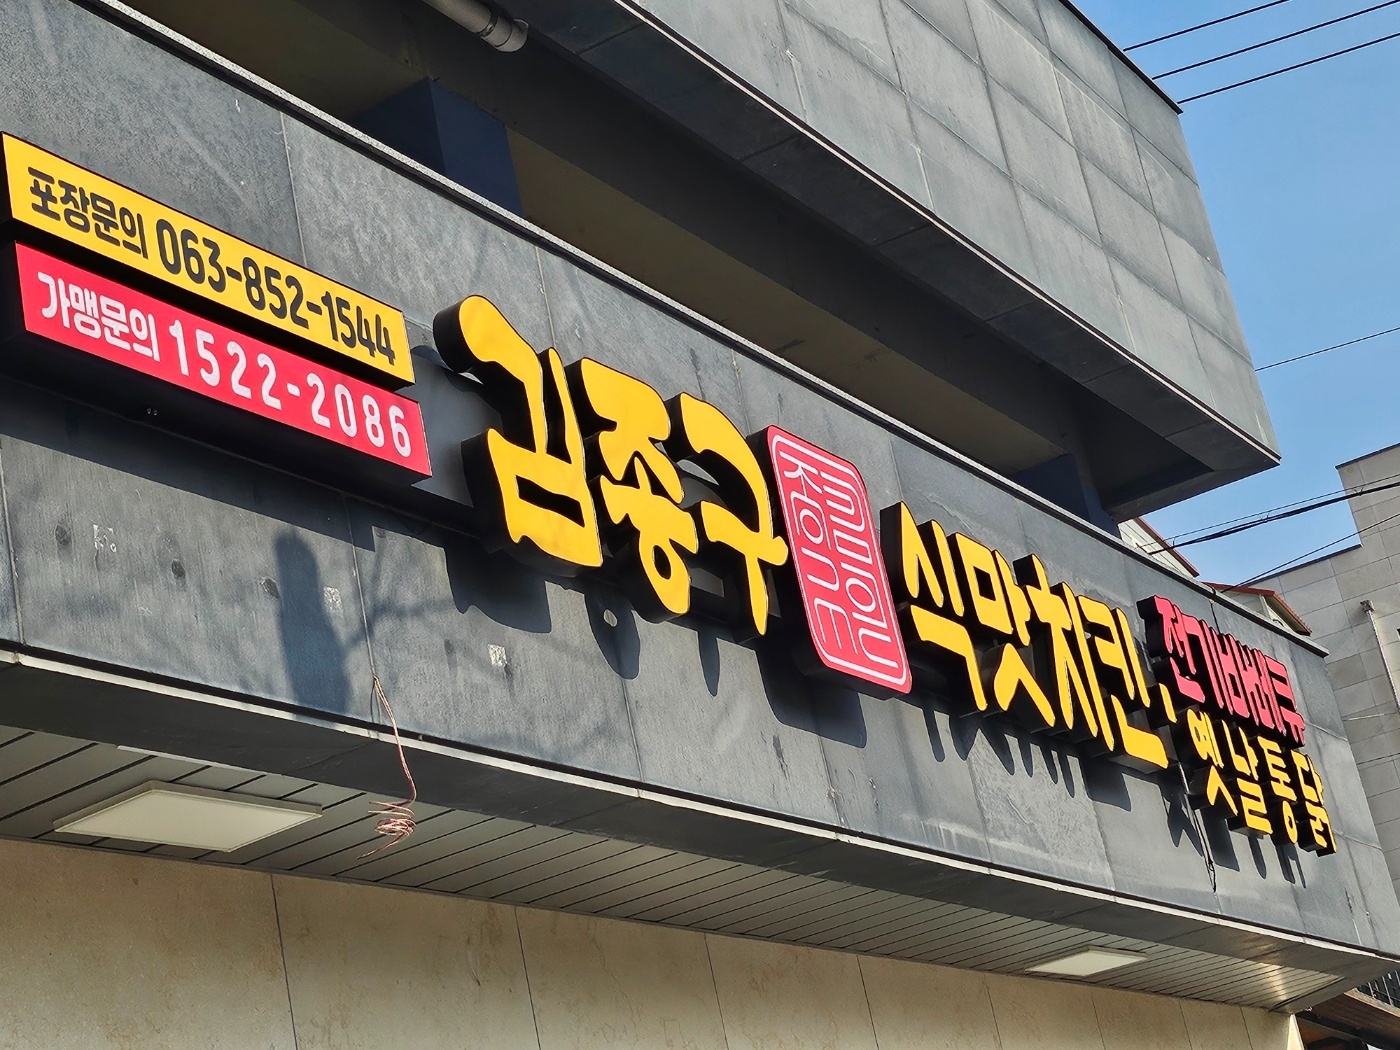 포장문의 063-852-1544
가맹문의 1522-2086
김종구
식맛치킨
전기바베큐
옛날통닭